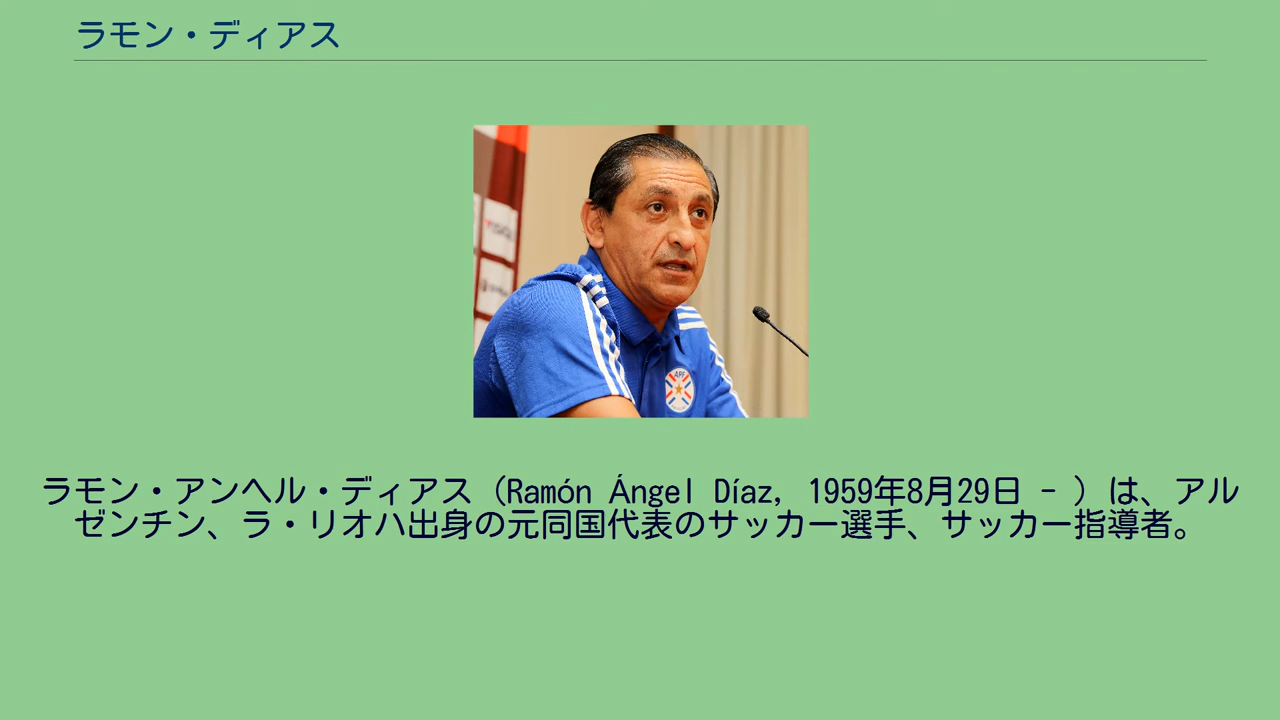 ラモン・ディアス
APF
ラモン・アンヘル・ディアス（Ramón Ángel Díaz, 1959年8月29日 - ）は、アル
ゼンチン、ラ・リオハ出身の元同国代表のサッカー選手、サッカー指導者。